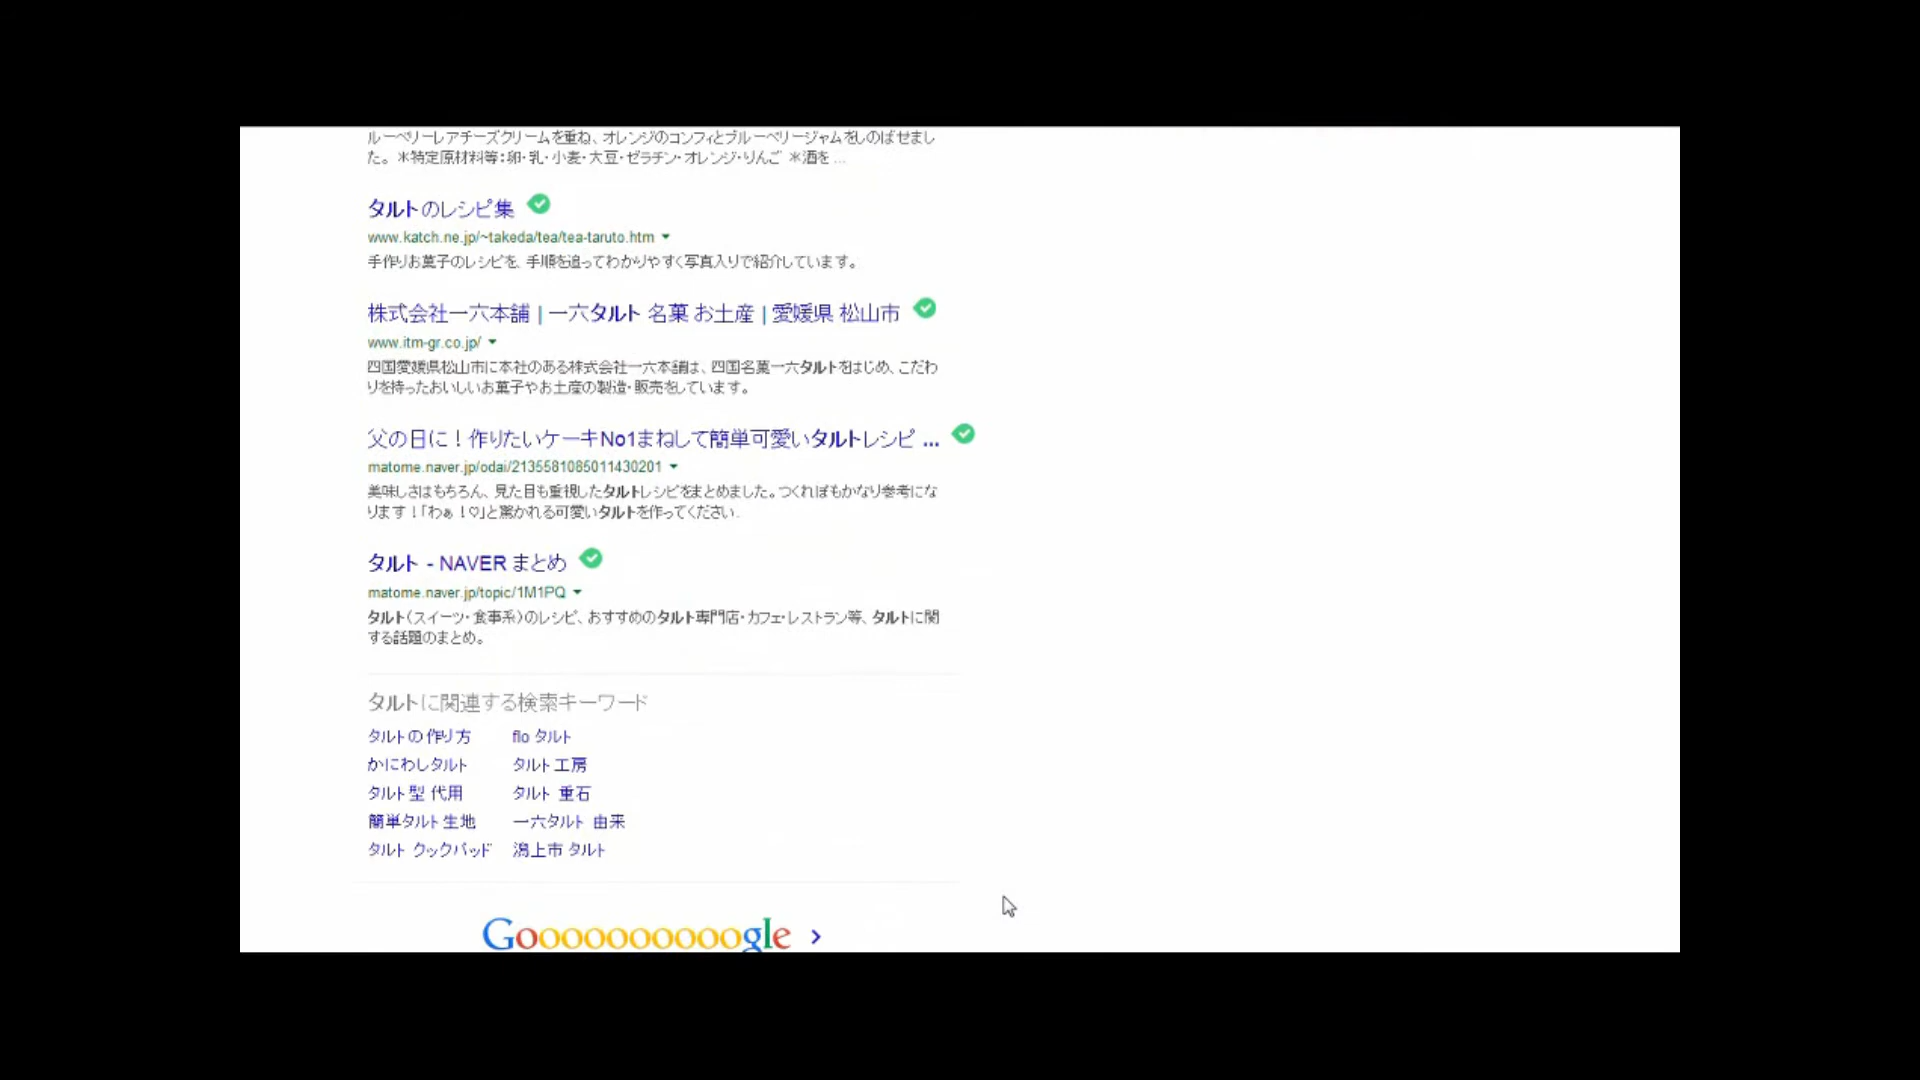 ルーベリーレアチーズクリームを重ね、オレンジのコンフィとブルーベリージャムをしのばせまし
た。 ＊特定原材料等：卵・乳・小麦・大豆・ゼラチン・オレンジ・りんご ＊酒を ...
タルトのレシピ集
www.katch.ne.jp/~takeda/tea/tea-taruto.htm
手作りお菓子のレシピを、手順を追ってわかりやすく写真入りで紹介しています。
株式会社一六本舗 | 一六タルト 名菓 お土産 | 愛媛県 松山市
www.itm-gr.co.jp/
四国愛媛県松山市に本社のある株式会社一六本舗は、四国名菓一六タルトをはじめ、こだわ
りを持ったおいしいお菓子やお土産の製造・販売をしています。
父の日に！作りたいケーキNo1まねして簡単可愛いタルトレシピ ...
matome.naver.jp/odai/2135581085011430201
美味しさはもちろん、見た目も重視したタルトレシピをまとめました。つくれぽもかなり参考にな
ります！「わぁ！♡」と驚かれる可愛いタルトを作ってください.
タルト - NAVER まとめ
matome.naver.jp/topic/1M1PQ
タルト（スイーツ・食事系）のレシピ、おすすめのタルト専門店・カフェ・レストラン等、タルトに関
する話題のまとめ。
タルトに関連する検索キーワード
タルトの作り方 flo タルト
かにわしタルト タルト工房
タルト型 代用 タルト 重石
簡単タルト生地 一六タルト 由来
タルト クックパッド 潟上市 タルト
Goooooooooogle >